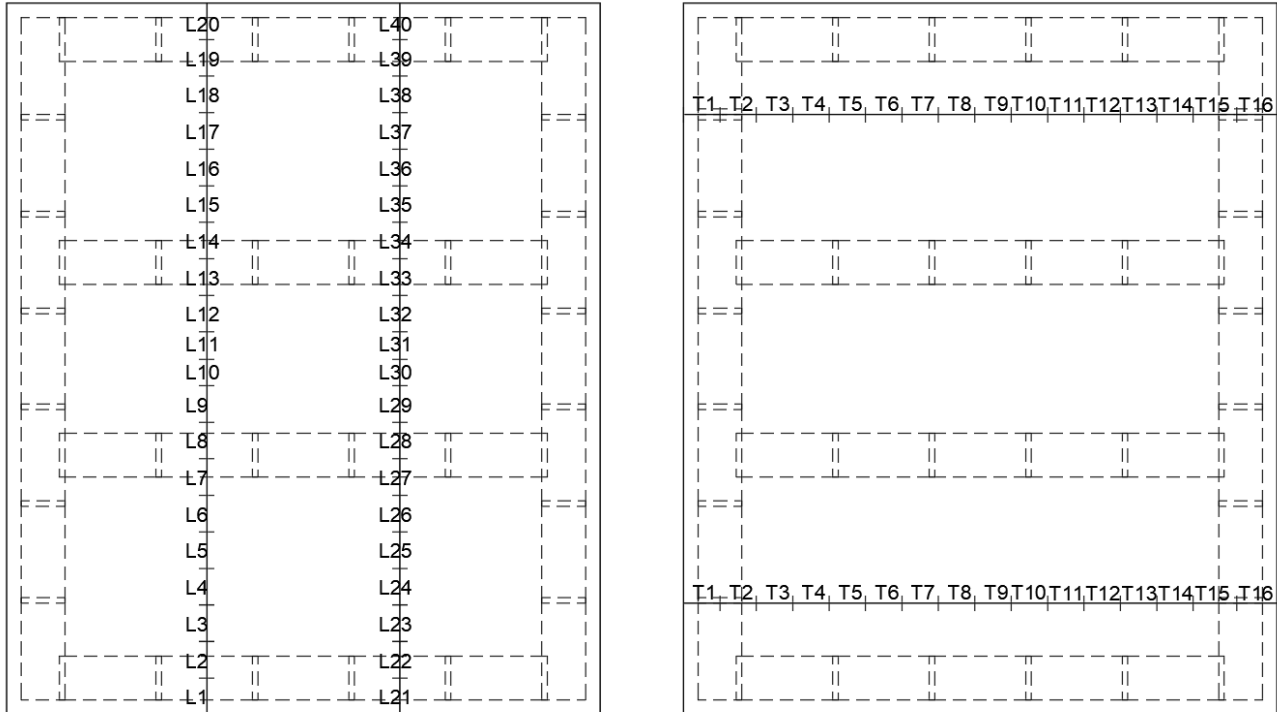 L20 L40
L19 L39
L18 L38
T1 T2 T3 T4 T5 T6 T7 T8 T9 T10 T11 T12 T13 T14 T15 T16
L17 L37
L16 L36
L15 L35
L14 L34
L13 L33
L12 L32
L11 L31
L10 L30
L9 L29
L8 L28
L7 L27
L6 L26
L5 L25
L4 L24
T1 T2 T3 T4 T5 T6 T7 T8 T9 T10 T11 T12 T13 T14 T15 T16
L3 L23
L2 L22
L1 L21